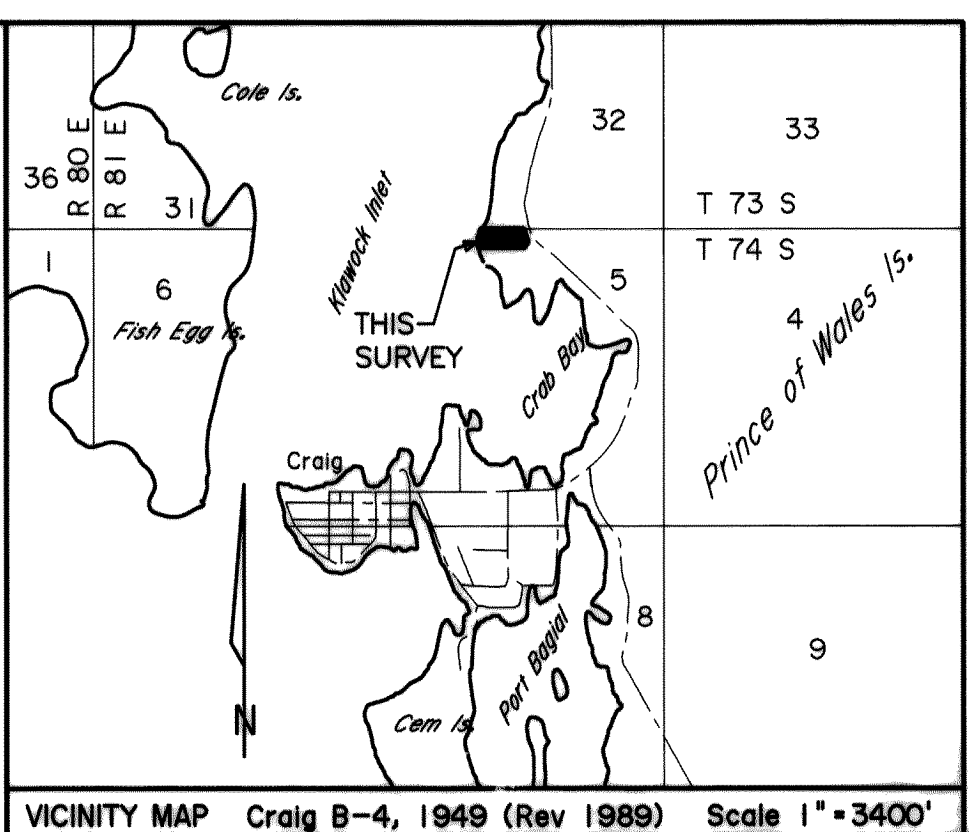 Cole Is.
32
33
36
R 80 E
R 81 E
31
Klawock Inlet
T 73 S
T 74 S
1
6
5
4
Fish Egg Is.
THIS
SURVEY
Crab Bay
Prince of Wales Is.
Craig
8
9
Port Bagial
Cem Is.
N
VICINITY MAP Craig B-4, 1949 (Rev 1989) Scale 1" = 3400'